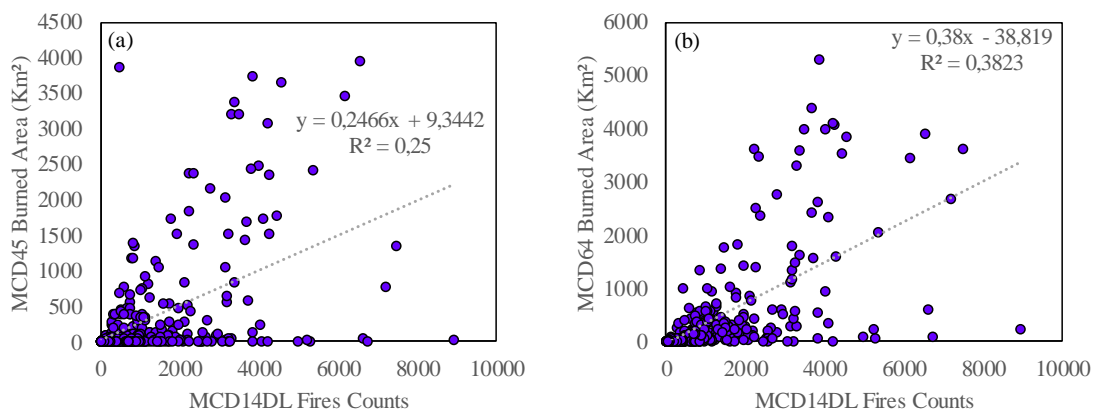 (a)
y = 0,2466x + 9,3442
R² = 0,25
MCD45 Burned Area (Km²)
4500
4000
3500
3000
2500
2000
1500
1000
500
0
0 2000 4000 6000 8000 10000
MCD14DL Fires Counts
(b)
y = 0,38x - 38,819
R² = 0,3823
MCD64 Burned Area (Km²)
6000
5000
4000
3000
2000
1000
0
0 2000 4000 6000 8000 10000
MCD14DL Fires Counts